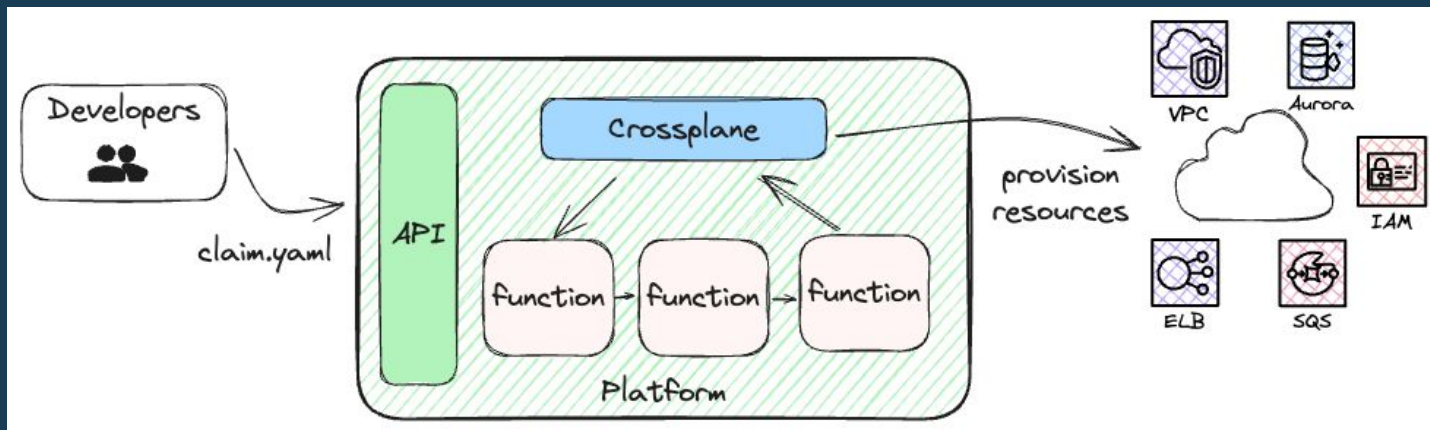 Developers
claim.yaml
API
Crossplane
function
function
function
Platform
provision
resources
VPC
Aurora
IAM
ELB
SQS